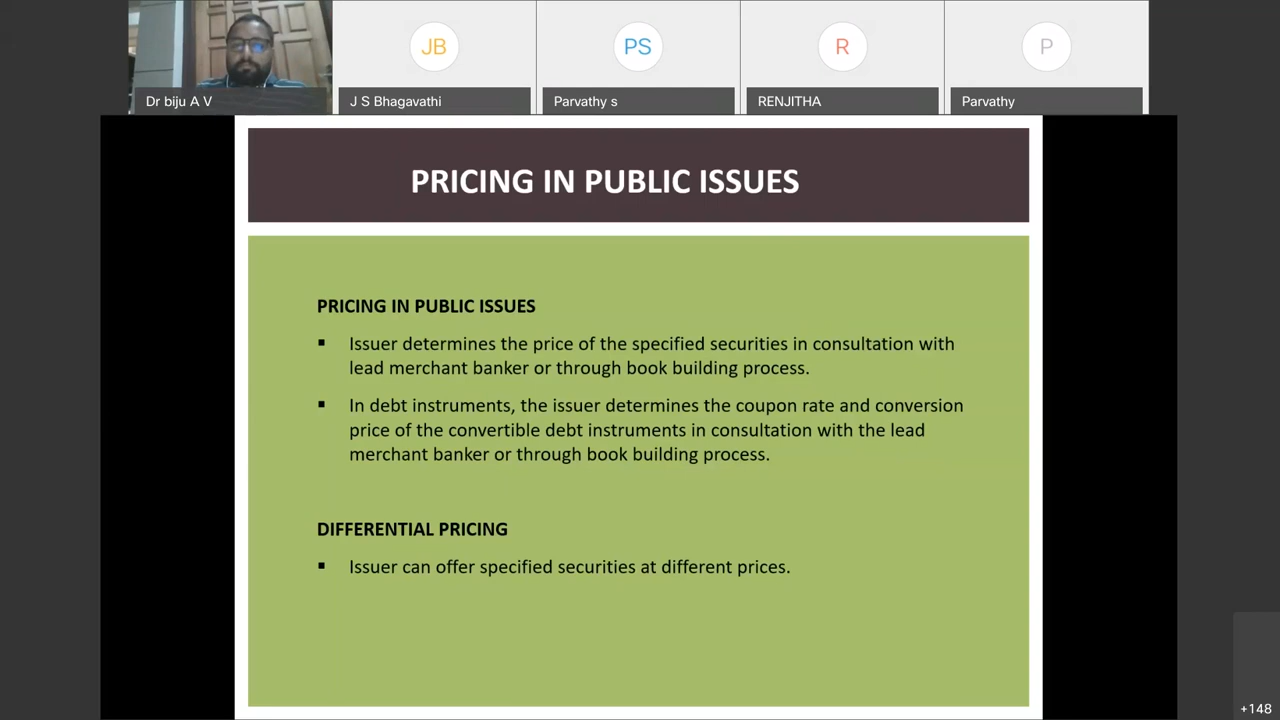 JB
PS
R
P
Dr biju A V
J S Bhagavathi
Parvathy s
RENJITHA
Parvathy
PRICING IN PUBLIC ISSUES
PRICING IN PUBLIC ISSUES
▪ Issuer determines the price of the specified securities in consultation with
lead merchant banker or through book building process.
▪ In debt instruments, the issuer determines the coupon rate and conversion
price of the convertible debt instruments in consultation with the lead
merchant banker or through book building process.
DIFFERENTIAL PRICING
▪ Issuer can offer specified securities at different prices.
+148